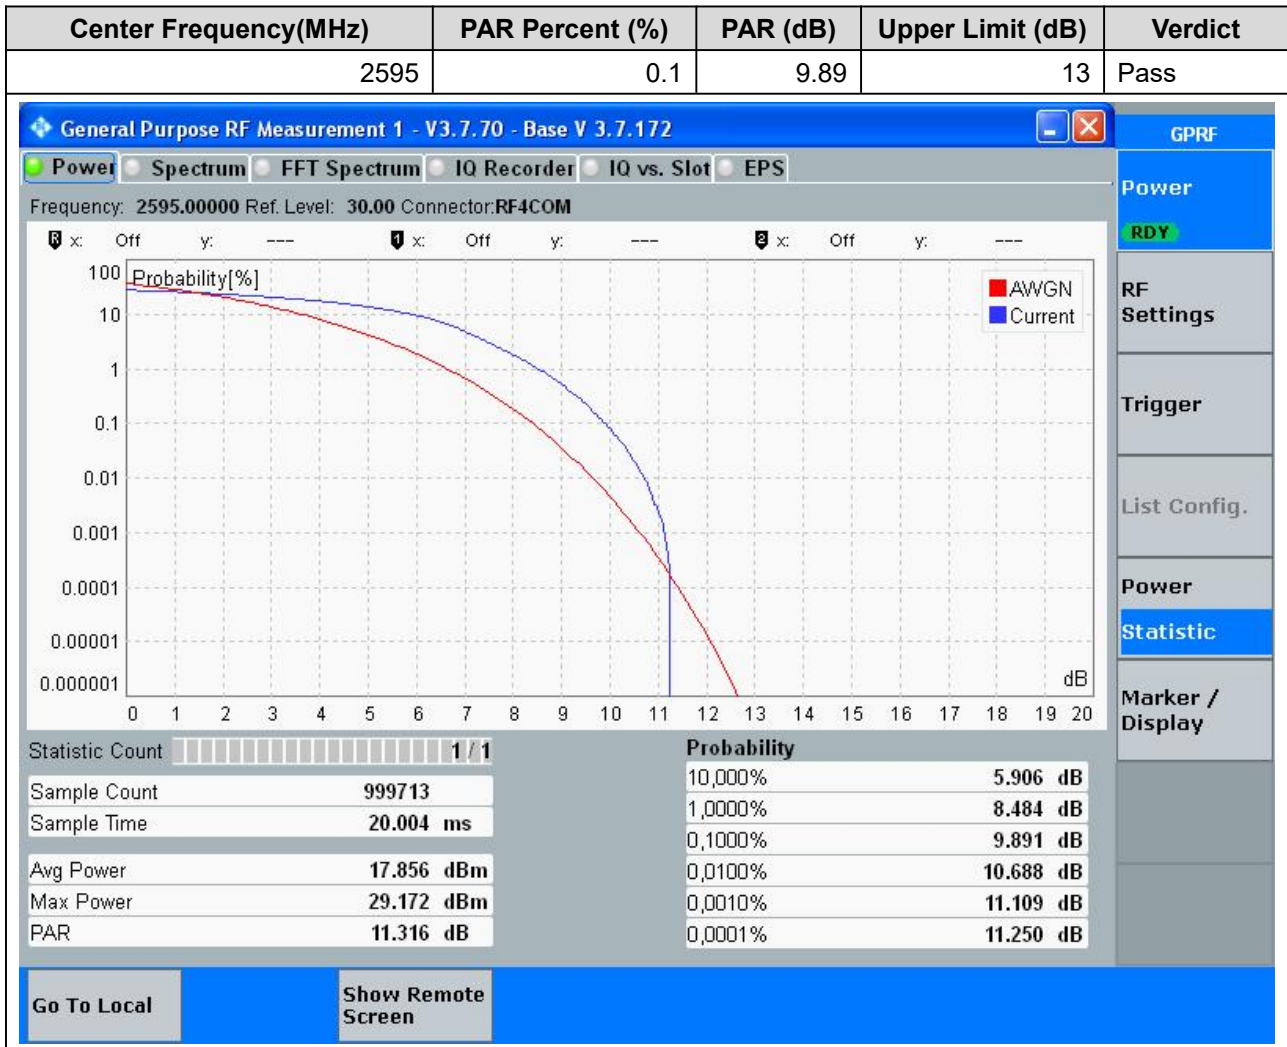 Center Frequency(MHz) PAR Percent (%) PAR (dB) Upper Limit (dB) Verdict
2595 0.1 9.89 13 Pass
General Purpose RF Measurement 1 - V3.7.70 - Base V 3.7.172
GPRF
Power Spectrum FFT Spectrum IQ Recorder IQ vs. Slot EPS
Frequency: 2595.00000 Ref. Level: 30.00 Connector:RF4COM
R x: Off y: --- 1 x: Off y: --- 2 x: Off y: ---
Probability[%]
AWGN
Current
100
10
1
0.1
0.01
0.001
0.0001
0.00001
0.000001
dB
0 1 2 3 4 5 6 7 8 9 10 11 12 13 14 15 16 17 18 19 20
Statistic Count 1 / 1
Sample Count 999713
Sample Time 20.004 ms
Avg Power 17.856 dBm
Max Power 29.172 dBm
PAR 11.316 dB
Probability
10,000% 5.906 dB
1,0000% 8.484 dB
0,1000% 9.891 dB
0,0100% 10.688 dB
0,0010% 11.109 dB
0,0001% 11.250 dB
Power
RDY
RF
Settings
Trigger
List Config.
Power
Statistic
Marker /
Display
Go To Local
Show Remote
Screen